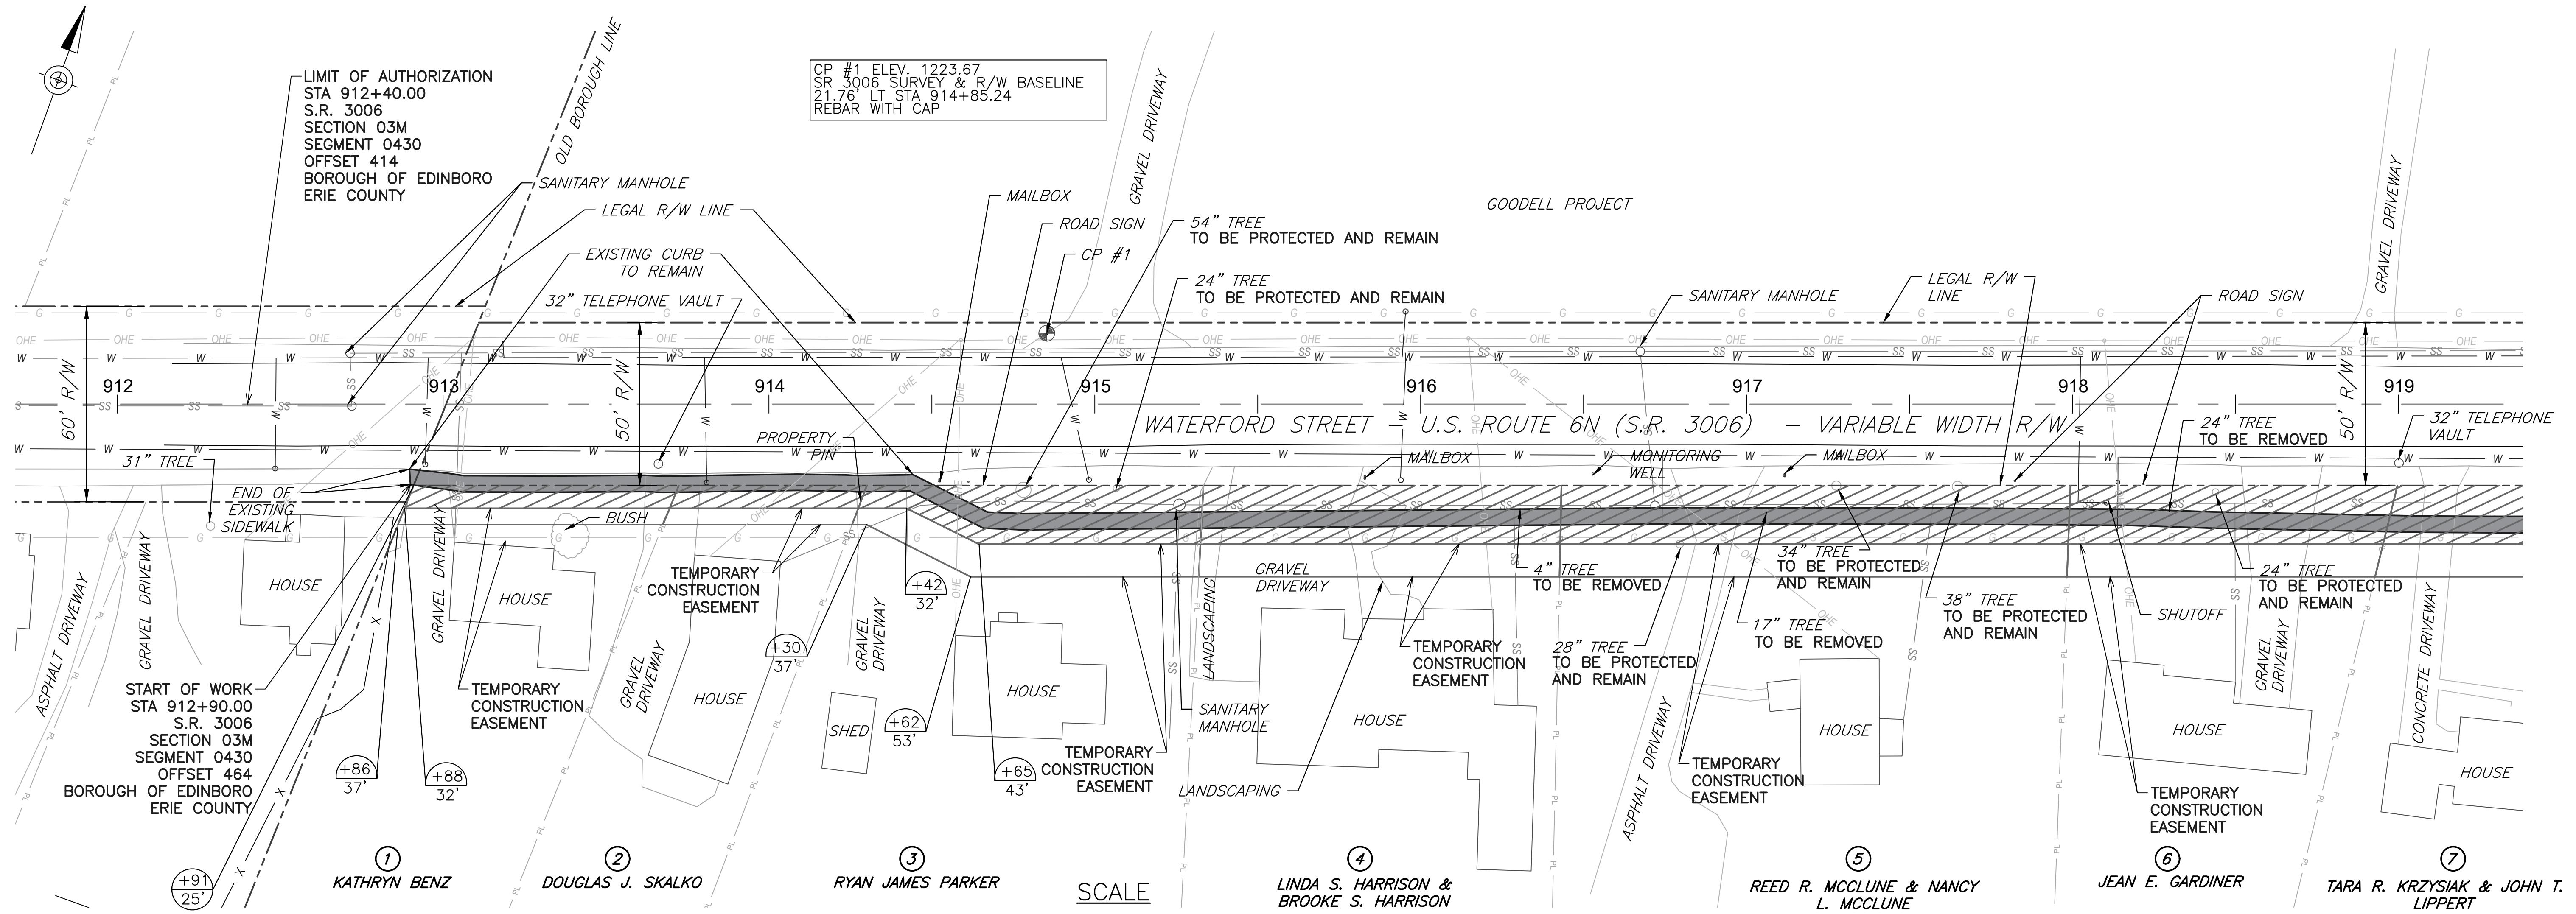 LIMIT OF AUTHORIZATION
STA 912+40.00
S.R. 3006
SECTION 03M
SEGMENT 0430
OFFSET 414
BOROUGH OF EDINBORO
ERIE COUNTY
OLD BOROUGH LINE
CP #1 ELEV. 1223.67
SR 3006 SURVEY & R/W BASELINE
21.76' LT STA 914+85.24
REBAR WITH CAP
SANITARY MANHOLE
LEGAL R/W LINE
EXISTING CURB
TO REMAIN
32" TELEPHONE VAULT
MAILBOX
ROAD SIGN
CP #1
GRAVEL DRIVEWAY
54" TREE
TO BE PROTECTED AND REMAIN
24" TREE
TO BE PROTECTED AND REMAIN
GOODELL PROJECT
SANITARY MANHOLE
LEGAL R/W
LINE
ROAD SIGN
GRAVEL DRIVEWAY
60' R/W
50' R/W
50' R/W
912
913
914
915
916
917
918
919
WATERFORD STREET - U.S. ROUTE 6N (S.R. 3006) - VARIABLE WIDTH R/W
24" TREE
TO BE REMOVED
32" TELEPHONE
VAULT
31" TREE
PROPERTY
PIN
MAILBOX
MONITORING
WELL
MAILBOX
END OF
EXISTING
SIDEWALK
BUSH
ASPHALT DRIVEWAY
GRAVEL DRIVEWAY
HOUSE
GRAVEL DRIVEWAY
HOUSE
TEMPORARY
CONSTRUCTION
EASEMENT
GRAVEL
DRIVEWAY
HOUSE
+30
37'
GRAVEL
DRIVEWAY
+42
32'
SHED
+62
53'
HOUSE
+65
43'
LANDSCAPING
GRAVEL
DRIVEWAY
4" TREE
TO BE REMOVED
34" TREE
TO BE PROTECTED
AND REMAIN
38" TREE
TO BE PROTECTED
AND REMAIN
24" TREE
TO BE PROTECTED
AND REMAIN
SHUTOFF
17" TREE
TO BE REMOVED
28" TREE
TO BE PROTECTED
AND REMAIN
TEMPORARY
CONSTRUCTION
EASEMENT
START OF WORK
STA 912+90.00
S.R. 3006
SECTION 03M
SEGMENT 0430
OFFSET 464
BOROUGH OF EDINBORO
ERIE COUNTY
TEMPORARY
CONSTRUCTION
EASEMENT
+86
37'
+88
32'
TEMPORARY
CONSTRUCTION
EASEMENT
SANITARY
MANHOLE
LANDSCAPING
HOUSE
ASPHALT DRIVEWAY
TEMPORARY
CONSTRUCTION
EASEMENT
HOUSE
TEMPORARY
CONSTRUCTION
EASEMENT
HOUSE
GRAVEL
DRIVEWAY
CONCRETE DRIVEWAY
HOUSE
+91
25'
1
KATHRYN BENZ
2
DOUGLAS J. SKALKO
3
RYAN JAMES PARKER
SCALE
4
LINDA S. HARRISON &
BROOKE S. HARRISON
5
REED R. MCCLUNE & NANCY
L. MCCLUNE
6
JEAN E. GARDINER
7
TARA R. KRZYSIAK & JOHN T.
LIPPERT